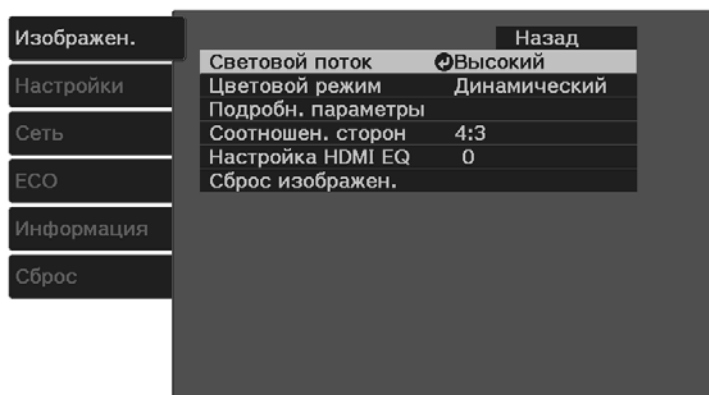 Изображен.
Настройки
Сеть
ECO
Информация
Сброс
Назад
Световой поток Высокий
Цветовой режим Динамический
Подробн. параметры
Соотношен. сторон 4:3
Настройка HDMI EQ 0
Сброс изображен.